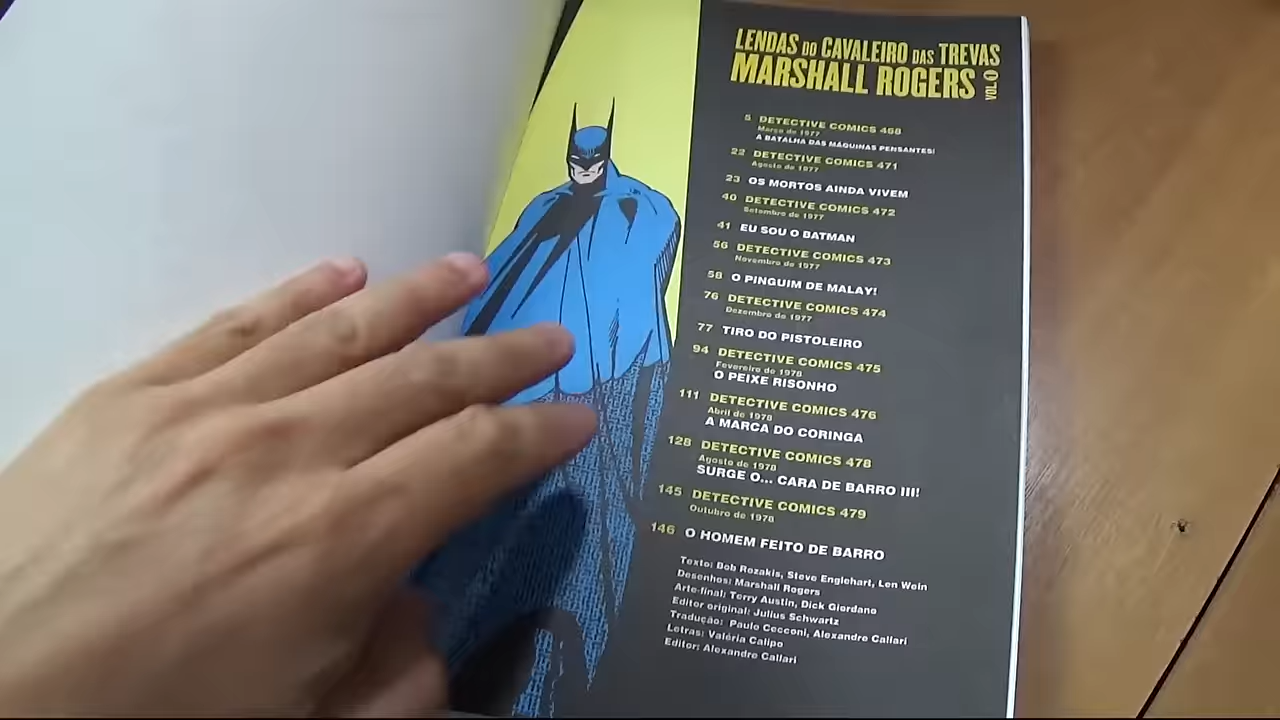 LENDAS DO CAVALEIRO DAS TREVAS
MARSHALL ROGERS VOL.1
5 DETECTIVE COMICS 468
Março de 1977
A BATALHA DAS MÁQUINAS PENSANTES!
22 DETECTIVE COMICS 471
Agosto de 1977
23 OS MORTOS AINDA VIVEM
40 DETECTIVE COMICS 472
Setembro de 1977
41 EU SOU O BATMAN
56 DETECTIVE COMICS 473
Novembro de 1977
58 O PINGUIM DE MALAY!
76 DETECTIVE COMICS 474
Dezembro de 1977
77 TIRO DO PISTOLEIRO
94 DETECTIVE COMICS 475
Fevereiro de 1978
O PEIXE RISONHO
111 DETECTIVE COMICS 476
Abril de 1978
A MARCA DO CORINGA
128 DETECTIVE COMICS 478
Agosto de 1978
SURGE O... CARA DE BARRO III!
145 DETECTIVE COMICS 479
Outubro de 1978
146 O HOMEM FEITO DE BARRO
Texto: Bob Rozakis, Steve Englehart, Len Wein
Desenhos: Marshall Rogers
Arte-final: Terry Austin, Dick Giordano
Editor original: Julius Schwartz
Tradução: Paulo Cecconi, Alexandre Callari
Letras: Valéria Calipo
Editor: Alexandre Callari